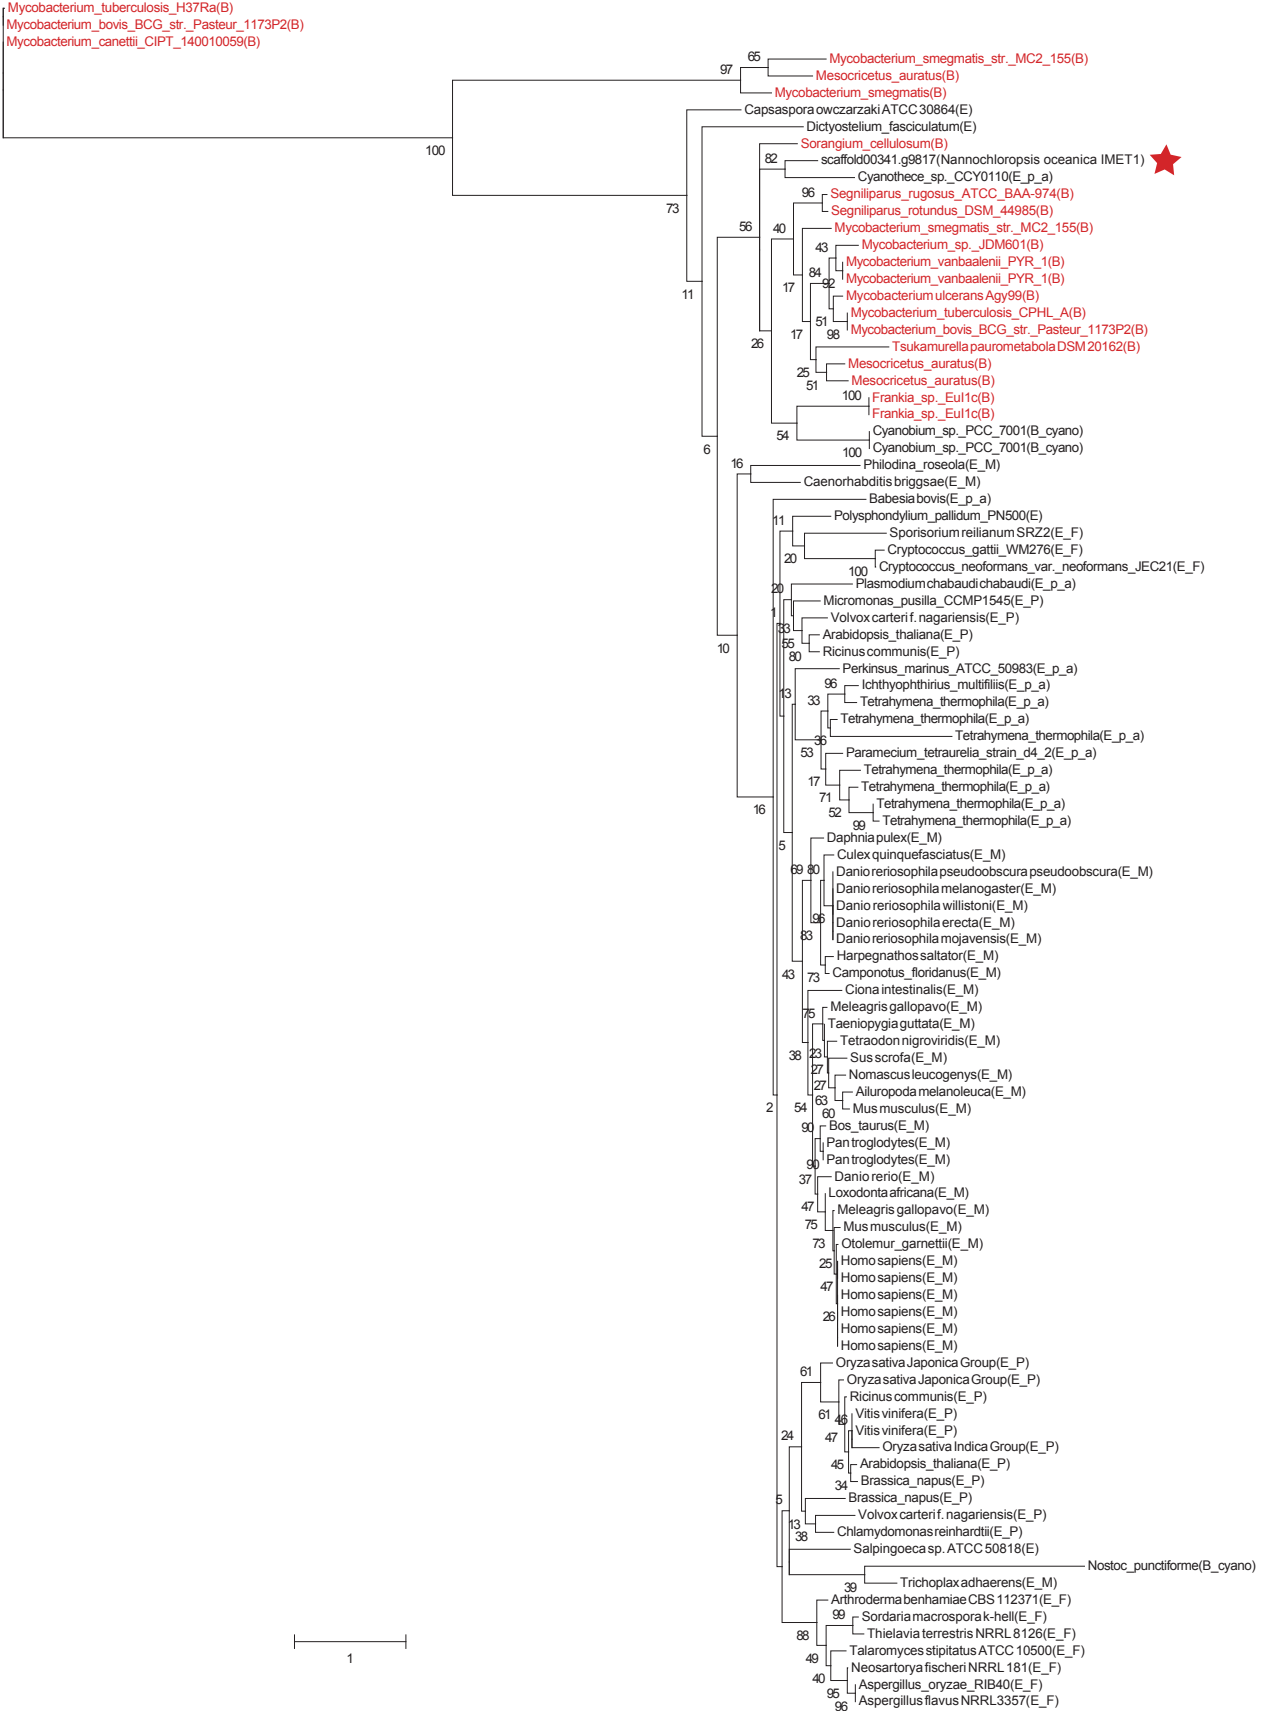 Mycobacterium_tuberculosis_H37Ra(B)
Mycobacterium_bovis_BCG_str._Pasteur_1173P2(B)
Mycobacterium_canettii_CIPT_140010059(B)
65
Mycobacterium_smegmatis_str._MC2_155(B)
97
Mesocricetus_auratus(B)
Mycobacterium_smegmatis(B)
Capsaspora owczarzaki ATCC 30864(E)
Dictyostelium_fasciculatum(E)
100
Sorangium_cellulosum(B)
82
scaffold00341.g9817(Nannochloropsis oceanica IMET1)
Cyanothece_sp._CCY0110(E_p_a)
96
Segniliparus_rugosus_ATCC_BAA-974(B)
73
Segniliparus_rotundus_DSM_44985(B)
56
40
Mycobacterium_smegmatis_str._MC2_155(B)
43
Mycobacterium_sp._JDM601(B)
Mycobacterium_vanbaalenii_PYR_1(B)
84
92
Mycobacterium_vanbaalenii_PYR_1(B)
11
17
Mycobacterium ulcerans Agy99(B)
Mycobacterium_tuberculosis_CPHL_A(B)
51
17
98
Mycobacterium_bovis_BCG_str._Pasteur_1173P2(B)
26
Tsukamurella paurometabola DSM 20162(B)
Mesocricetus_auratus(B)
25
51
Mesocricetus_auratus(B)
100
Frankia_sp._EuI1c(B)
Frankia_sp._EuI1c(B)
54
Cyanobium_sp._PCC_7001(B_cyano)
6
100
Cyanobium_sp._PCC_7001(B_cyano)
16
Philodina_roseola(E_M)
Caenorhabditis briggsae(E_M)
Babesia bovis(E_p_a)
11
Polysphondylium_pallidum_PN500(E)
Sporisorium reilianum SRZ2(E_F)
20
Cryptococcus_gattii_WM276(E_F)
100
Cryptococcus_neoformans_var._neoformans_JEC21(E_F)
20
Plasmodium chabaudi chabaudi(E_p_a)
Micromonas_pusilla_CCMP1545(E_P)
1
Volvox carteri f. nagariensis(E_P)
33
Arabidopsis_thaliana(E_P)
10
55
80
Ricinus communis(E_P)
Perkinsus_marinus_ATCC_50983(E_p_a)
96
Ichthyophthirius_multifiliis(E_p_a)
13
33
Tetrahymena_thermophila(E_p_a)
Tetrahymena_thermophila(E_p_a)
36
Tetrahymena_thermophila(E_p_a)
53
Paramecium_tetraurelia_strain_d4_2(E_p_a)
Tetrahymena_thermophila(E_p_a)
17
71
Tetrahymena_thermophila(E_p_a)
16
52
Tetrahymena_thermophila(E_p_a)
99
Tetrahymena_thermophila(E_p_a)
5
Daphnia pulex(E_M)
Culex quinquefasciatus(E_M)
69
80
Danio reriosophila pseudoobscura pseudoobscura(E_M)
Danio reriosophila melanogaster(E_M)
Danio reriosophila willistoni(E_M)
96
Danio reriosophila erecta(E_M)
83
Danio reriosophila mojavensis(E_M)
Harpegnathos saltator(E_M)
43
73
Camponotus_floridanus(E_M)
Ciona intestinalis(E_M)
75
Meleagris gallopavo(E_M)
Taeniopygia guttata(E_M)
Tetraodon nigroviridis(E_M)
38
23
Sus scrofa(E_M)
27
Nomascus leucogenys(E_M)
27
Ailuropoda melanoleuca(E_M)
2
54
63
60
Mus musculus(E_M)
90
Bos_taurus(E_M)
Pan troglodytes(E_M)
90
Pan troglodytes(E_M)
37
Danio rerio(E_M)
Loxodonta africana(E_M)
47
Meleagris gallopavo(E_M)
75
Mus musculus(E_M)
73
Otolemur_garnettii(E_M)
25
Homo sapiens(E_M)
Homo sapiens(E_M)
47
Homo sapiens(E_M)
26
Homo sapiens(E_M)
Homo sapiens(E_M)
Homo sapiens(E_M)
61
Oryza sativa Japonica Group(E_P)
Oryza sativa Japonica Group(E_P)
Ricinus communis(E_P)
61
46
Vitis vinifera(E_P)
24
47
Vitis vinifera(E_P)
Oryza sativa Indica Group(E_P)
45
Arabidopsis_thaliana(E_P)
34
Brassica_napus(E_P)
5
Brassica_napus(E_P)
Volvox carteri f. nagariensis(E_P)
13
38
Chlamydomonas reinhardtii(E_P)
Salpingoeca sp. ATCC 50818(E)
Nostoc_punctiforme(B_cyano)
39
Trichoplax adhaerens(E_M)
Arthroderma benhamiae CBS 112371(E_F)
99
Sordaria macrospora k-hell(E_F)
88
Thielavia terrestris NRRL 8126(E_F)
Talaromyces stipitatus ATCC 10500(E_F)
1
49
Neosartorya fischeri NRRL 181(E_F)
40
Aspergillus_oryzae_RIB40(E_F)
95
96
Aspergillus flavus NRRL3357(E_F)